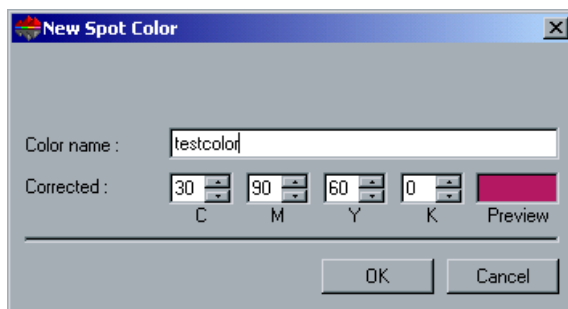 New Spot Color
Color name : testcolor
Corrected : 30 90 60 0
C M Y K Preview
OK Cancel